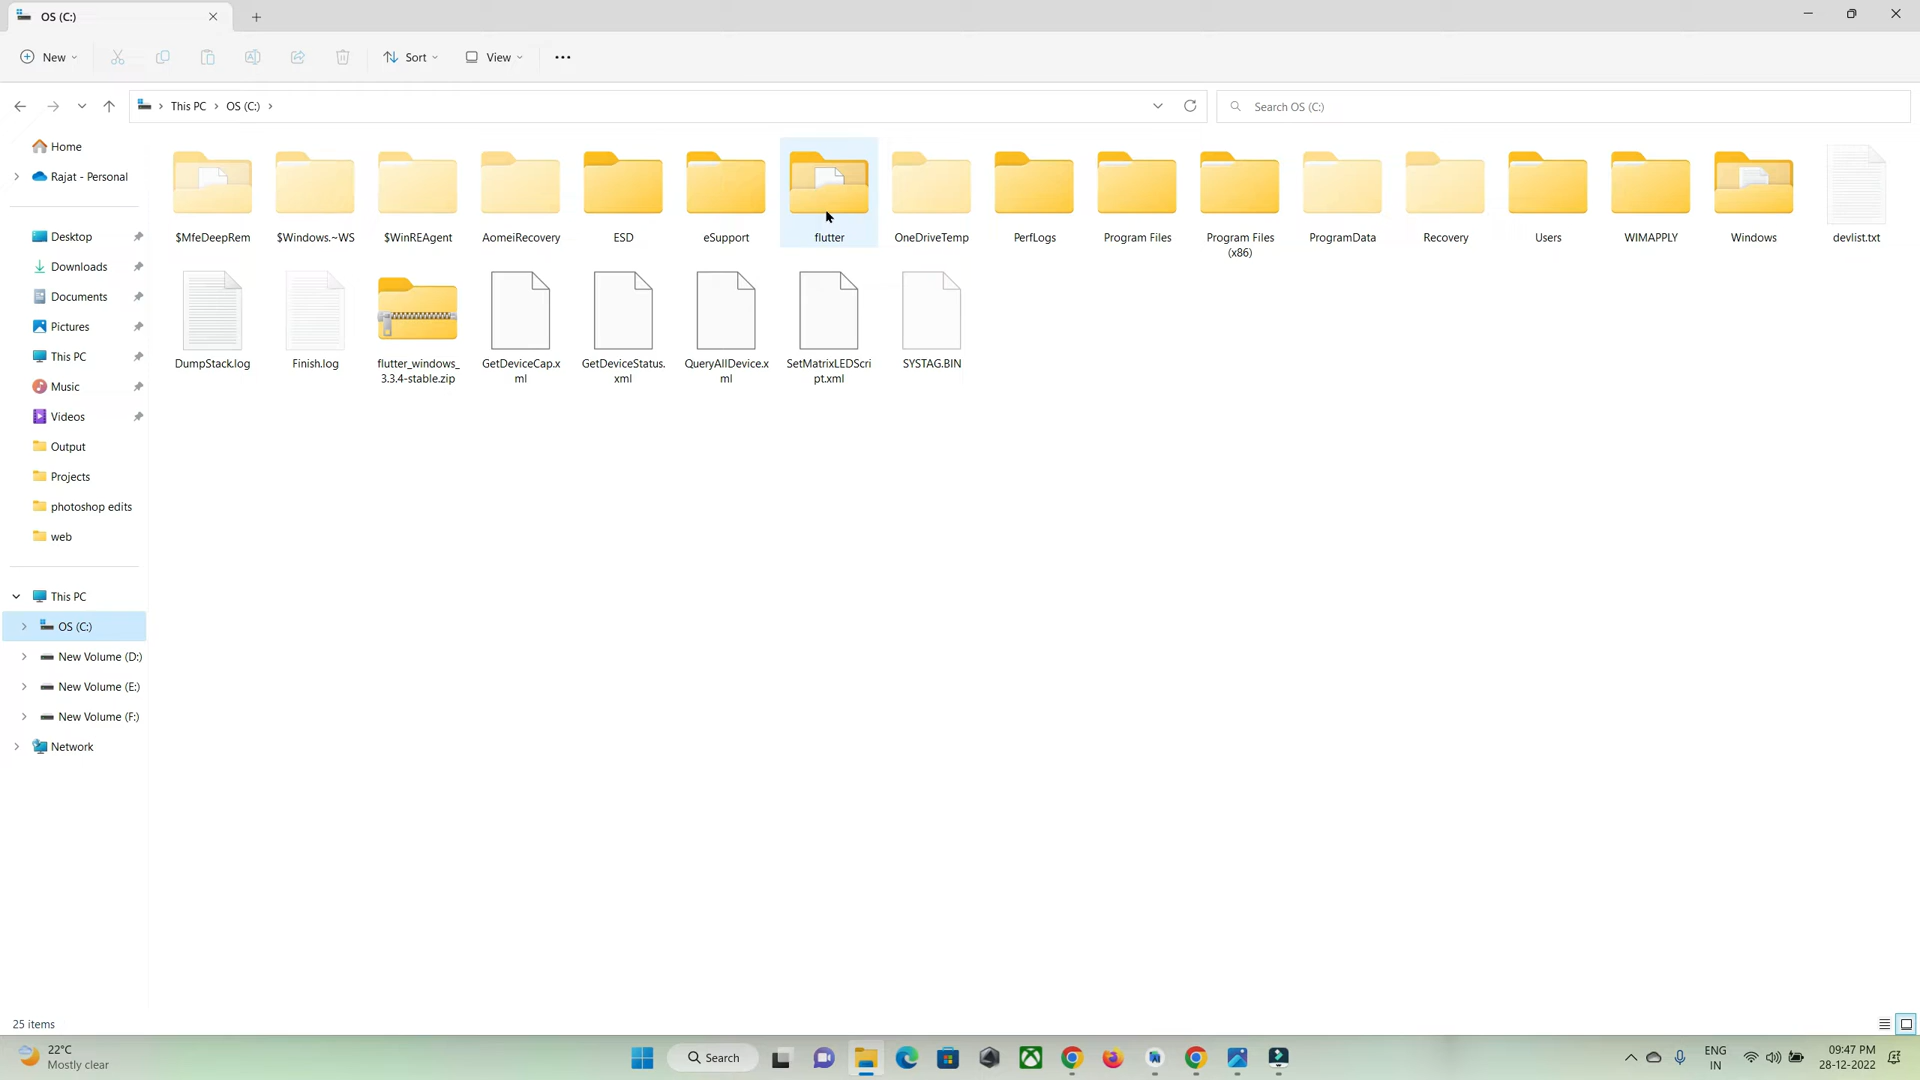 OS (C:)
New
Sort
View
This PC
OS (C:)
Search OS (C:)
Home
Rajat - Personal
Desktop
Downloads
Documents
Pictures
This PC
Music
Videos
Output
Projects
photoshop edits
web
This PC
OS (C:)
New Volume (D:)
New Volume (E:)
New Volume (F:)
Network
$MfeDeepRem
$Windows.~WS
$WinREAgent
AomeiRecovery
ESD
eSupport
flutter
OneDriveTemp
PerfLogs
Program Files
Program Files
(x86)
ProgramData
Recovery
Users
WIMAPPLY
Windows
devlist.txt
DumpStack.log
Finish.log
flutter_windows_
3.3.4-stable.zip
GetDeviceCap.x
ml
GetDeviceStatus.
xml
QueryAllDevice.x
ml
SetMatrixLEDScri
pt.xml
SYSTAG.BIN
25 items
22°C
Mostly clear
Search
ENG
IN
09:47 PM
28-12-2022